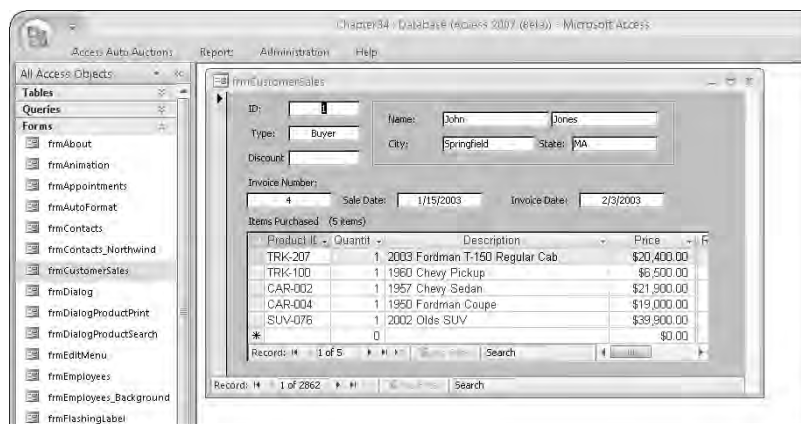 Chapter34 : Database (Access 2007 (beta)) - Microsoft Access
Access Auto Auctions Reports Administration Help
All Access Objects
Tables
Queries
Forms
frmAbout
frmAnimation
frmAppointments
frmAutoFormat
frmContacts
frmContacts_Northwind
frmCustomerSales
frmDialog
frmDialogProductPrint
frmDialogProductSearch
frmEditMenu
frmEmployees
frmEmployees_Background
frmFlashingLabel
frmCustomerSales
ID: 1
Name: John Jones
Type: Buyer
City: Springfield State: MA
Discount
Invoice Number:
4 Sale Date: 1/15/2003 Invoice Date: 2/3/2003
Items Purchased (5 items)
Product ID Quantit Description Price
TRK-207 1 2003 Fordman T-150 Regular Cab $20,400.00
TRK-100 1 1960 Chevy Pickup $6,500.00
CAR-002 1 1957 Chevy Sedan $21,900.00
CAR-004 1 1950 Fordman Coupe $19,000.00
SUV-076 1 2002 Olds SUV $39,900.00
* 0 $0.00
Record: 1 of 5 No Filter Search
Record: 1 of 2862 No Filter Search